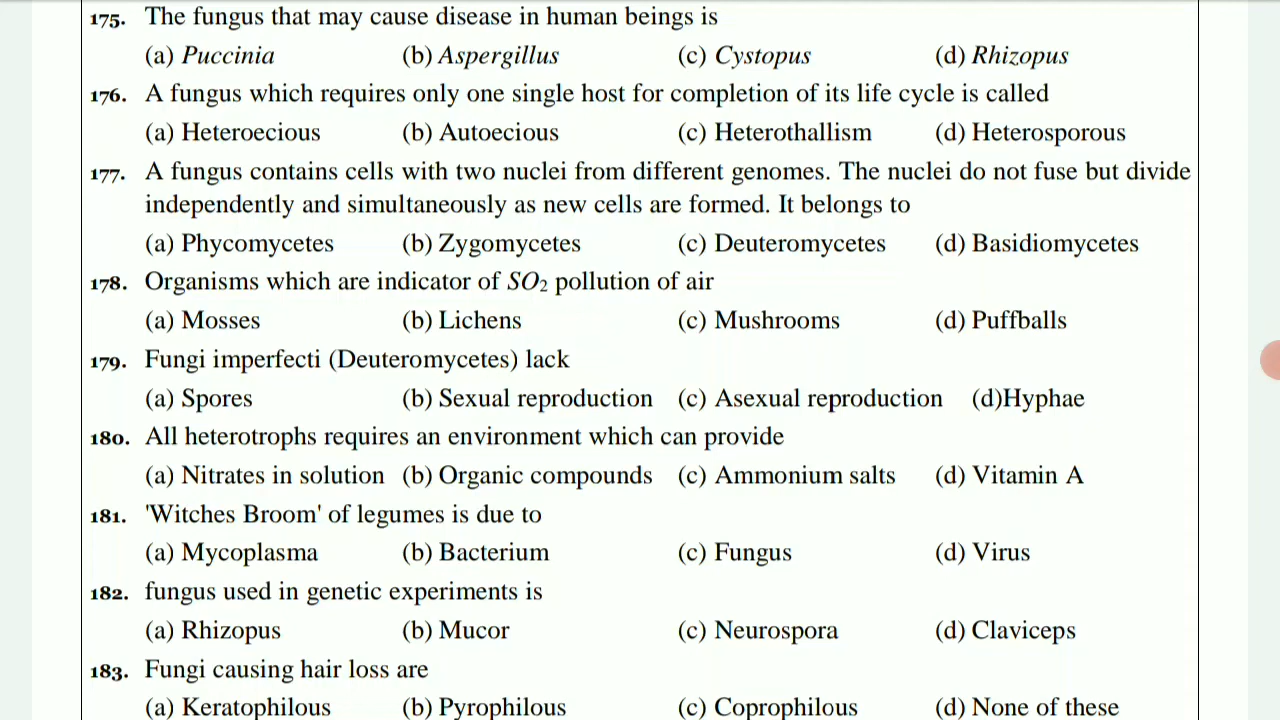 175. The fungus that may cause disease in human beings is
(a) Puccinia (b) Aspergillus (c) Cystopus (d) Rhizopus
176. A fungus which requires only one single host for completion of its life cycle is called
(a) Heteroecious (b) Autoecious (c) Heterothallism (d) Heterosporous
177. A fungus contains cells with two nuclei from different genomes. The nuclei do not fuse but divide
independently and simultaneously as new cells are formed. It belongs to
(a) Phycomycetes (b) Zygomycetes (c) Deuteromycetes (d) Basidiomycetes
178. Organisms which are indicator of SO₂ pollution of air
(a) Mosses (b) Lichens (c) Mushrooms (d) Puffballs
179. Fungi imperfecti (Deuteromycetes) lack
(a) Spores (b) Sexual reproduction (c) Asexual reproduction (d)Hyphae
180. All heterotrophs requires an environment which can provide
(a) Nitrates in solution (b) Organic compounds (c) Ammonium salts (d) Vitamin A
181. 'Witches Broom' of legumes is due to
(a) Mycoplasma (b) Bacterium (c) Fungus (d) Virus
182. fungus used in genetic experiments is
(a) Rhizopus (b) Mucor (c) Neurospora (d) Claviceps
183. Fungi causing hair loss are
(a) Keratophilous (b) Pyrophilous (c) Coprophilous (d) None of these